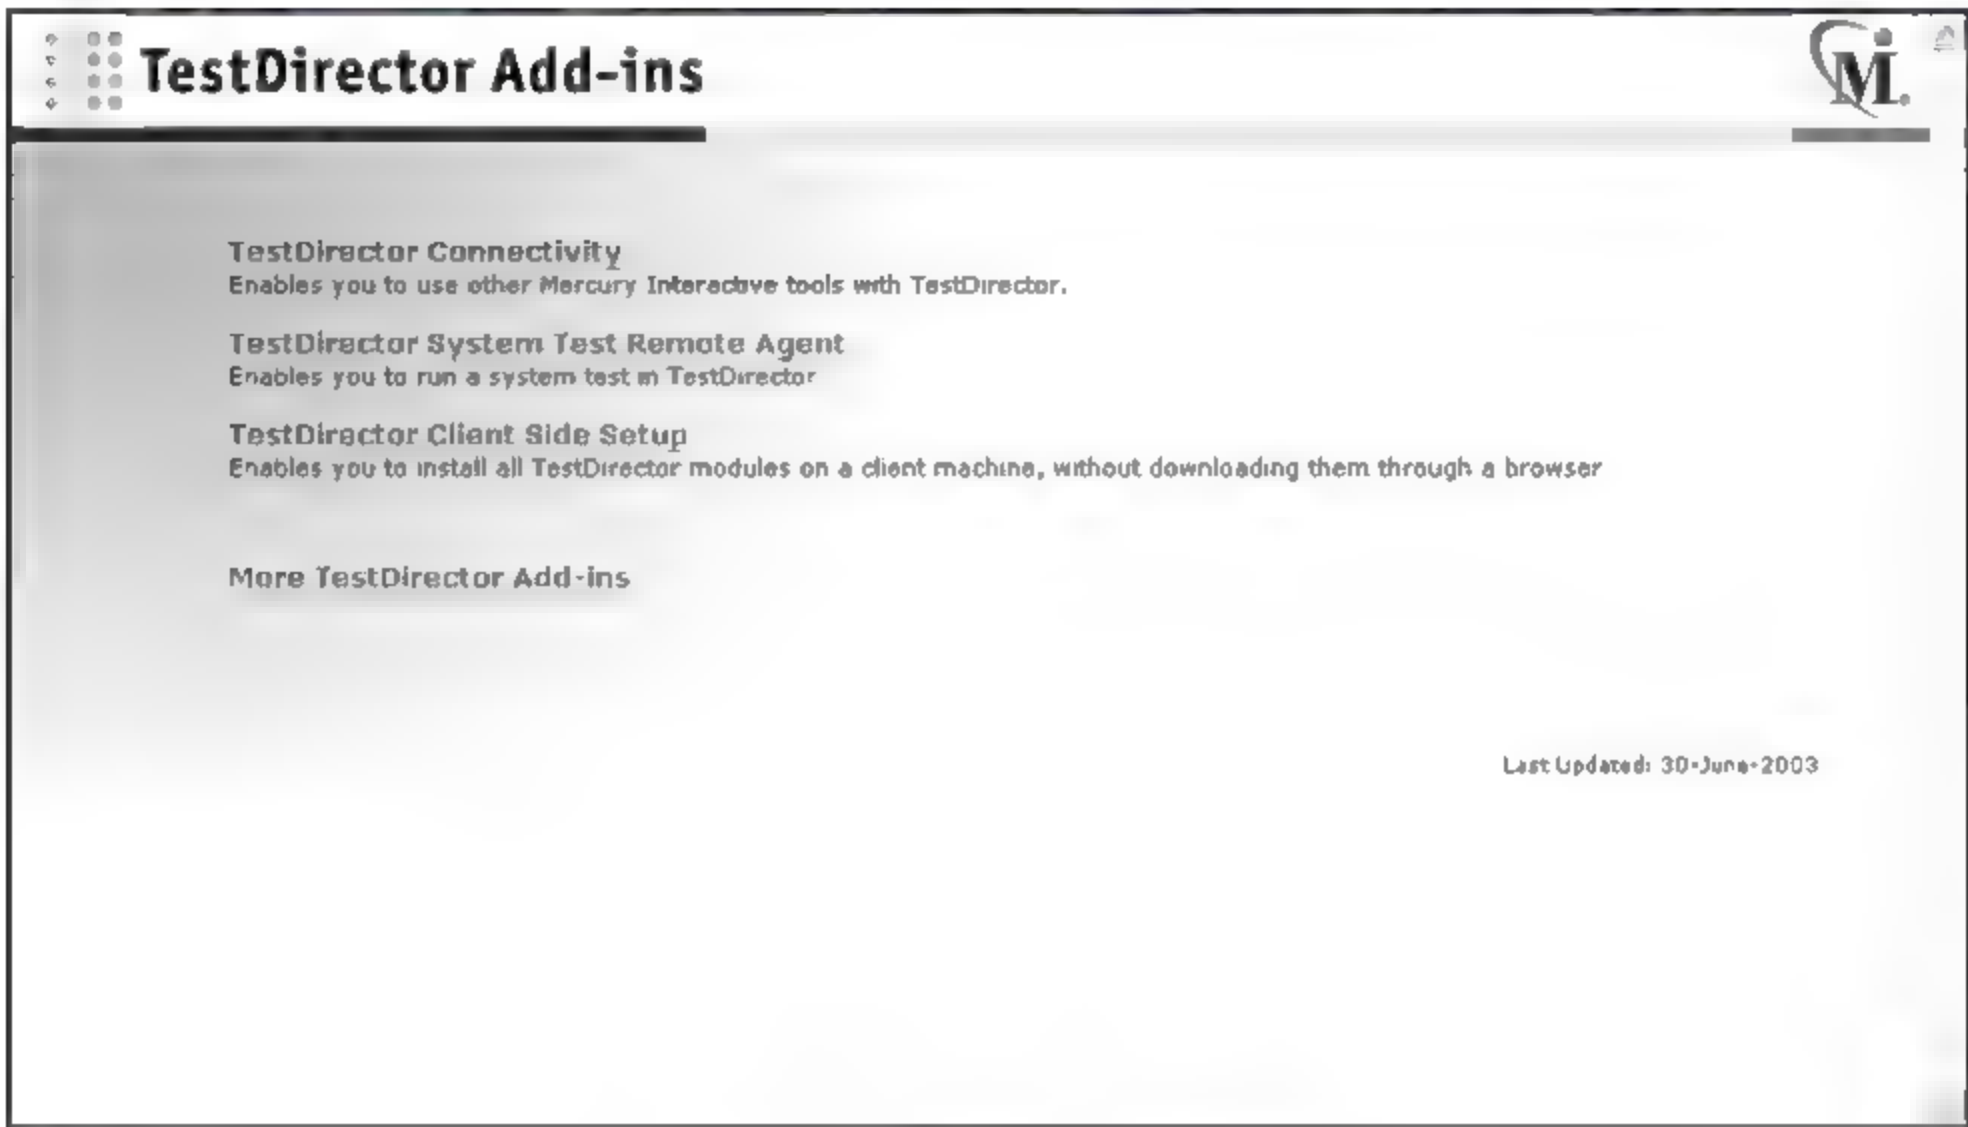 TestDirector Add-ins
TestDirector Connectivity
Enables you to use other Mercury Interactive tools with TestDirector.
TestDirector System Test Remote Agent
Enables you to run a system test in TestDirector
TestDirector Client Side Setup
Enables you to install all TestDirector modules on a client machine, without downloading them through a browser
More TestDirector Add-ins
Last Updated: 30-June-2003